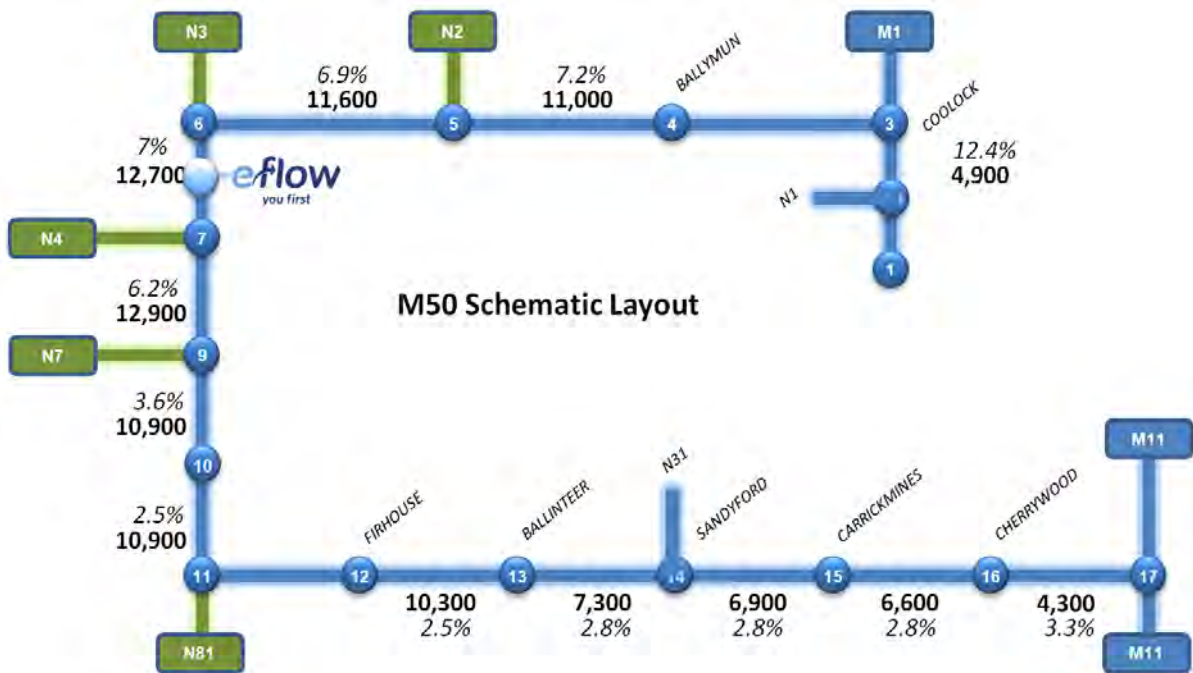 N3
N2
M1
6.9%
11,600
7.2%
11,000
BALLYMUN
COOLOCK
6
5
4
3
7%
12,700
eflow
you first
12.4%
4,900
N1
N4
7
1
6.2%
12,900
M50 Schematic Layout
N7
9
3.6%
10,900
10
M11
N31
2.5%
10,900
FIRHOUSE
BALLINTEER
SANDYFORD
CARRICKMINES
CHERRYWOOD
11
12
13
14
15
16
17
10,300
2.5%
7,300
2.8%
6,900
2.8%
6,600
2.8%
4,300
3.3%
N81
M11